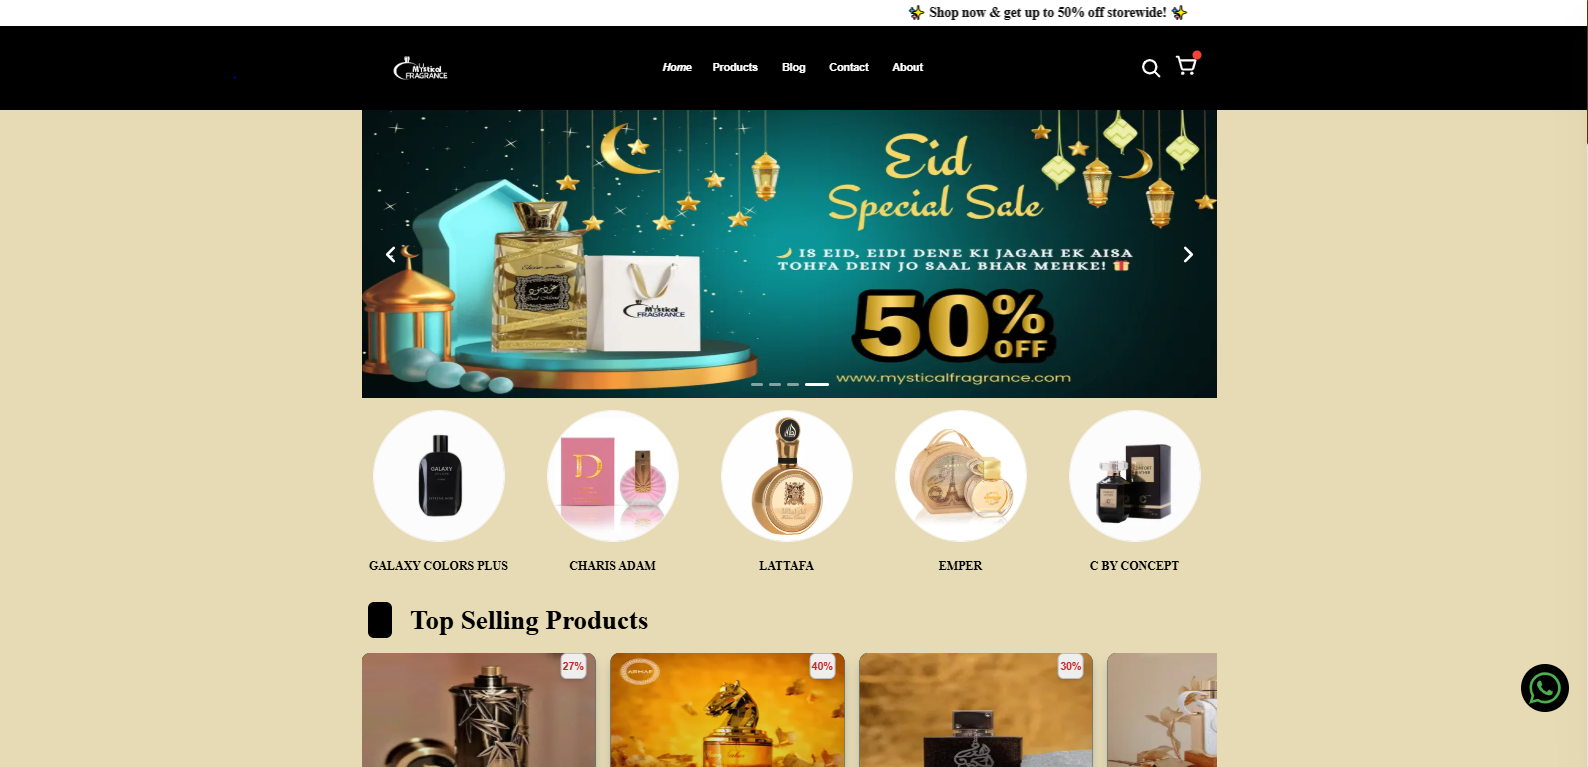 Shop now & get up to 50% off storewide!
Mystical
FRAGRANCE
Home Products Blog Contact About
Eid
Special Sale
IS EID, EIDI DENE KI JAGAH EK AISA
TOHFA DEIN JO SAAL BHAR MEHKE!
Mystical
FRAGRANCE
50%
OFF
www.mysticalfragrance.com
GALAXY
D
GALAXY COLORS PLUS
CHARIS ADAM
LATTAFA
EMPER
C BY CONCEPT
Top Selling Products
27%
ARMAF
40%
30%